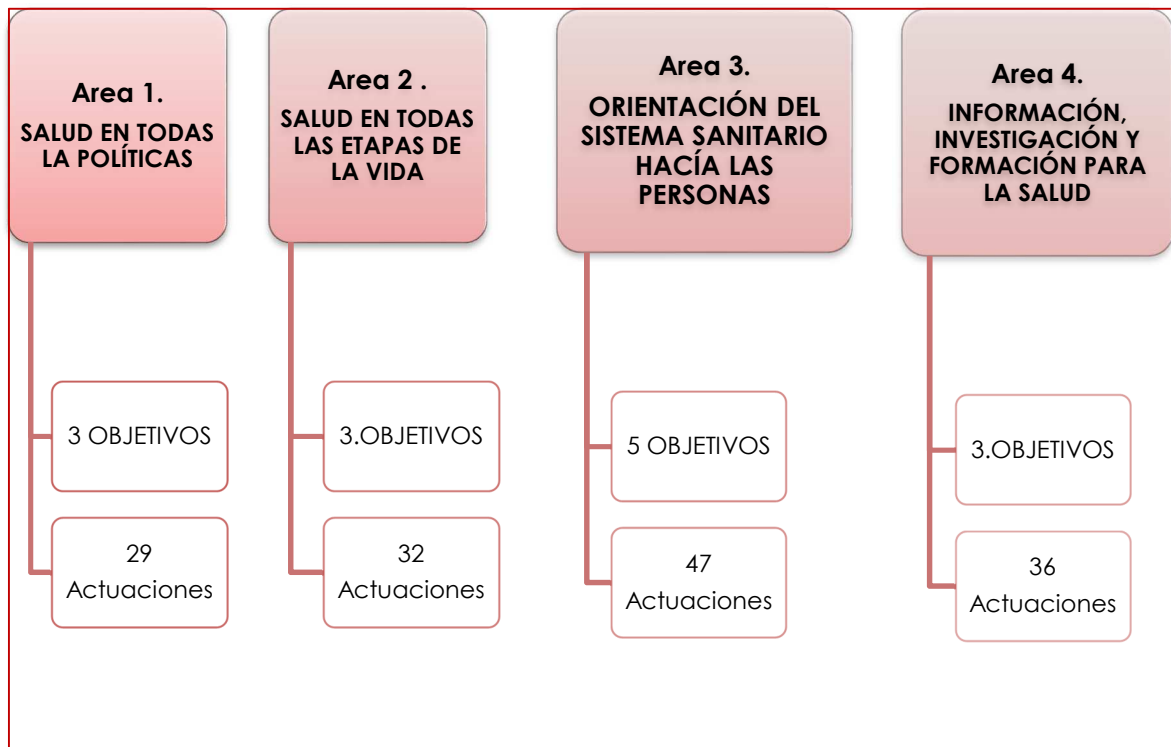 Area 1.
SALUD EN TODAS
LA POLÍTICAS
3 OBJETIVOS
29
Actuaciones
Area 2 .
SALUD EN TODAS
LAS ETAPAS DE
LA VIDA
3.OBJETIVOS
32
Actuaciones
Area 3.
ORIENTACIÓN DEL
SISTEMA SANITARIO
HACÍA LAS
PERSONAS
5 OBJETIVOS
47
Actuaciones
Area 4.
INFORMACIÓN,
INVESTIGACIÓN Y
FORMACIÓN PARA
LA SALUD
3.OBJETIVOS
36
Actuaciones